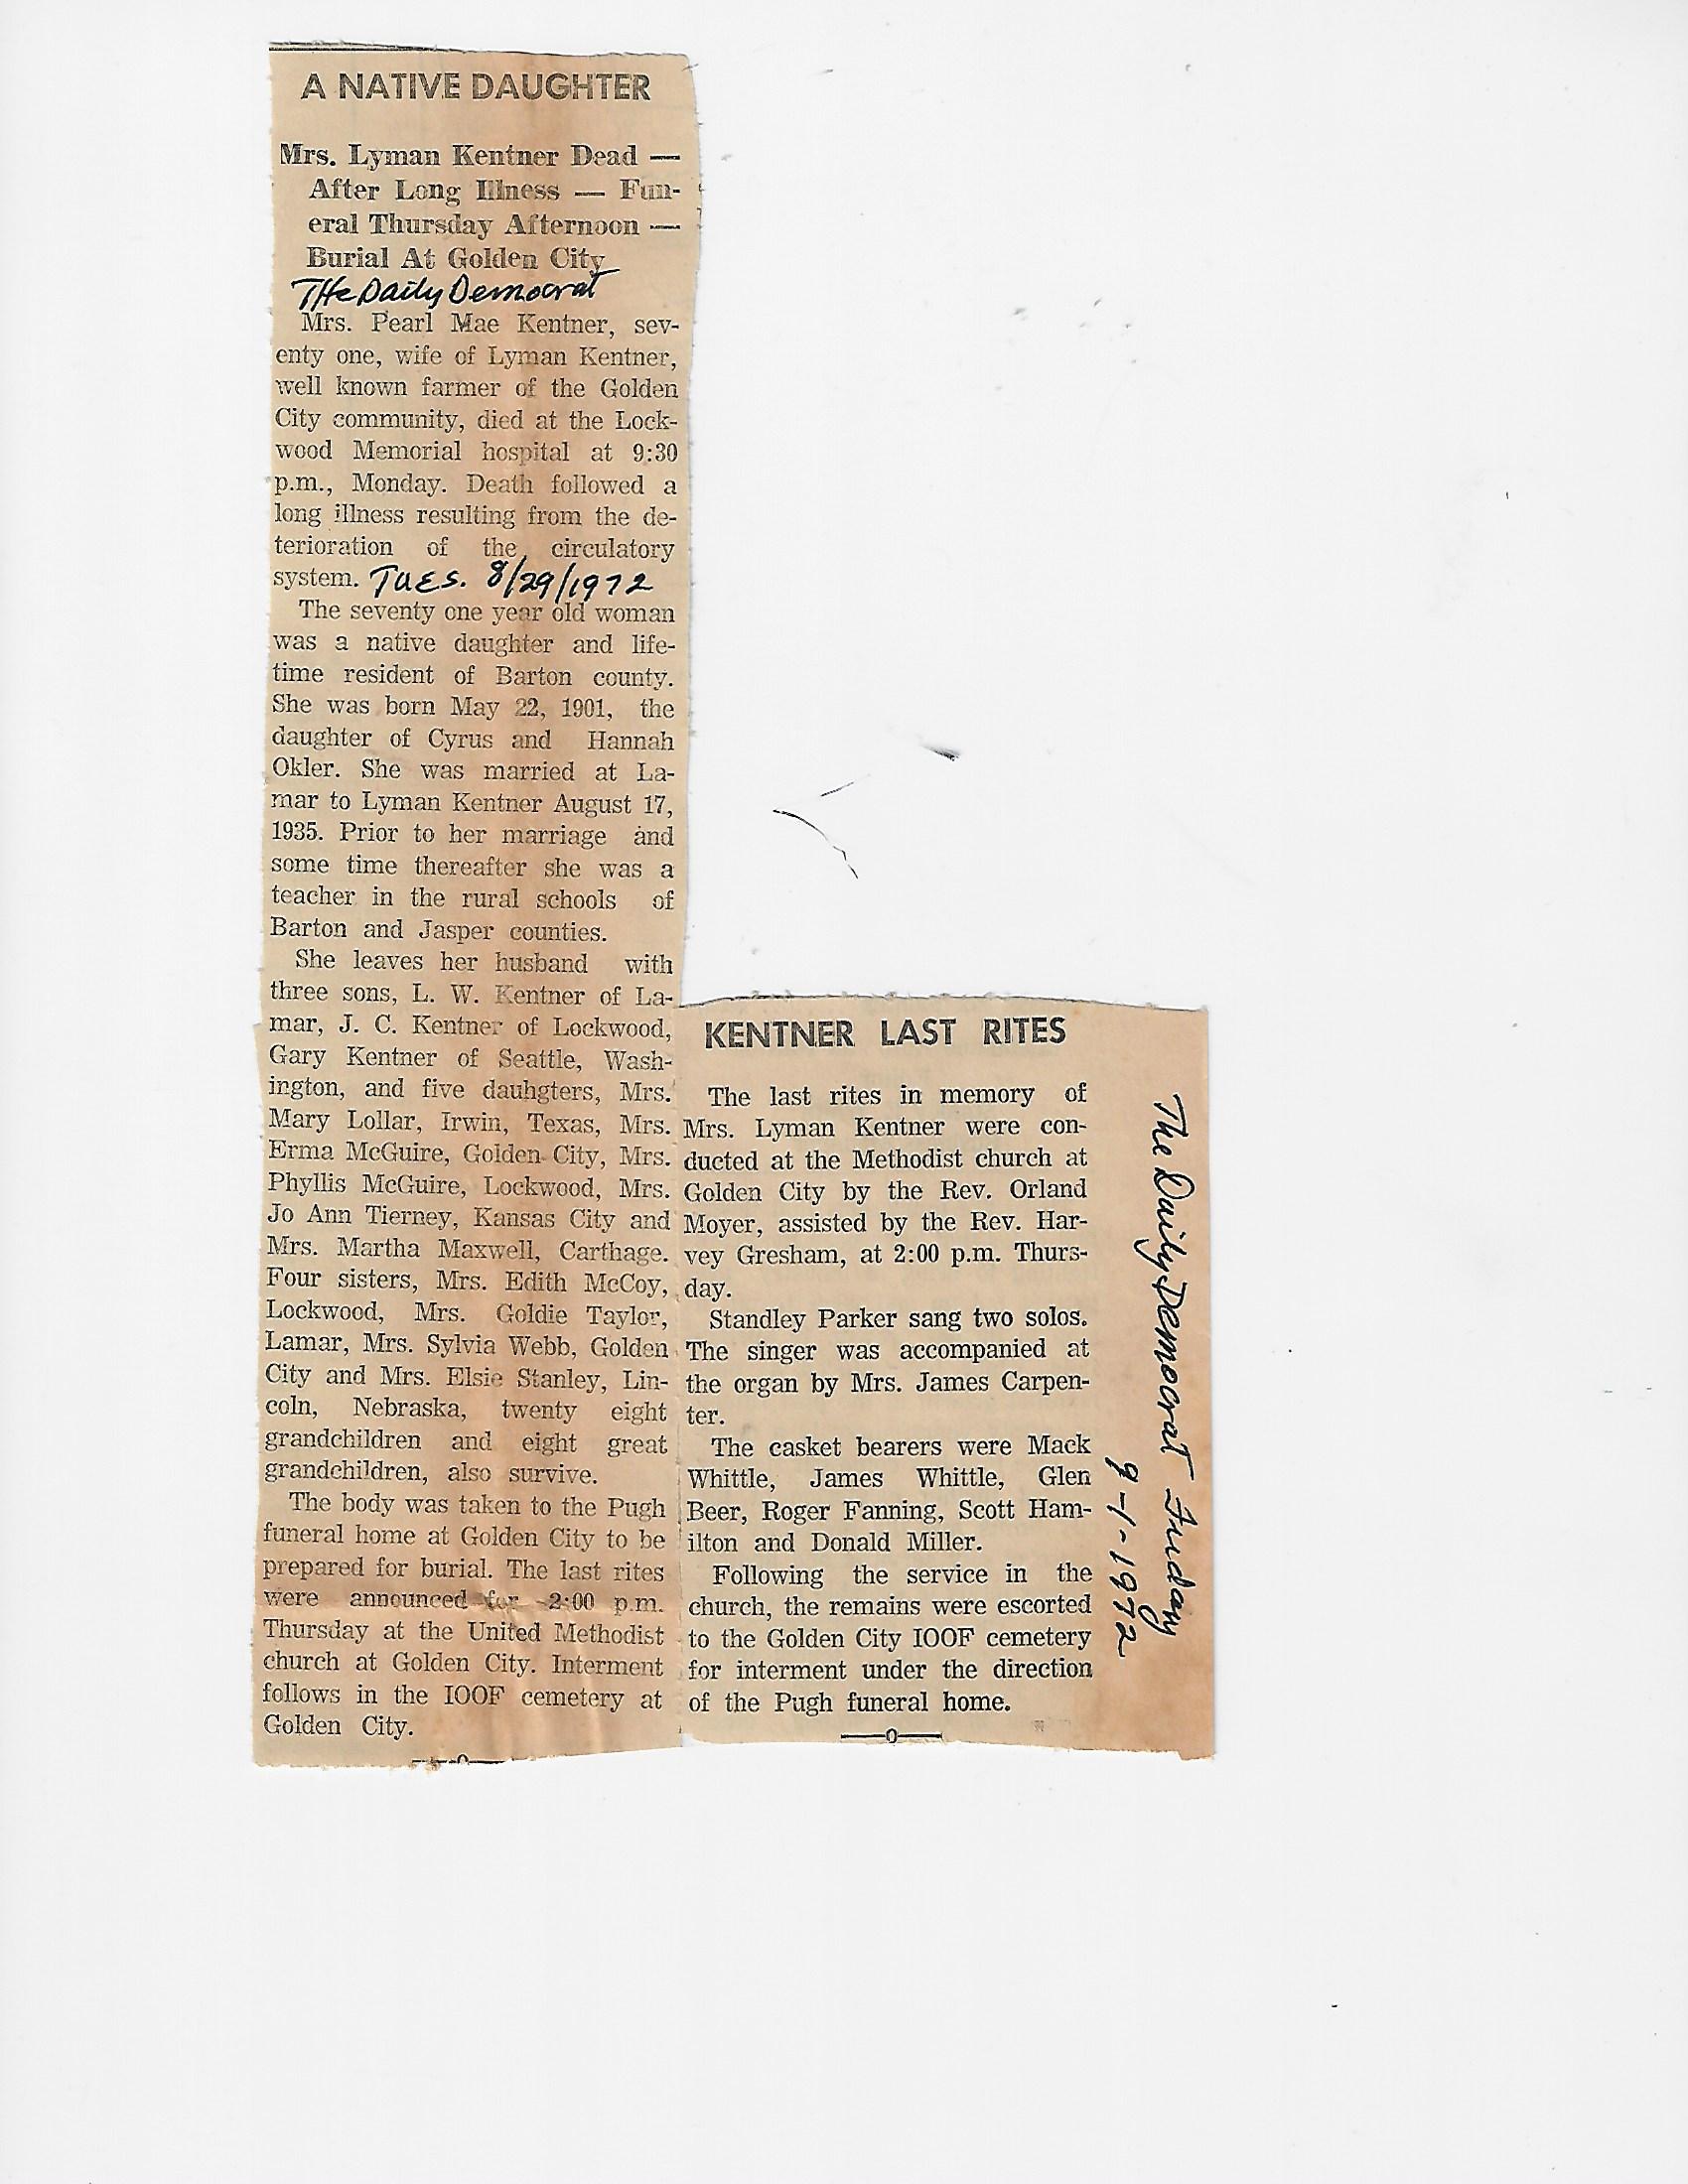 A NATIVE DAUGHTER
Mrs. Lyman Kentner Dead —
After Long Illness — Fun-
eral Thursday Afternoon —
Burial At Golden City
THe Daily Democrat
Mrs. Pearl Mae Kentner, sev-
enty one, wife of Lyman Kentner,
well known farmer of the Golden
City community, died at the Lock-
wood Memorial hospital at 9:30
p.m., Monday. Death followed a
long illness resulting from the de-
terioration of the circulatory
system. TUES. 8/29/1972
The seventy one year old woman
was a native daughter and life-
time resident of Barton county.
She was born May 22, 1901, the
daughter of Cyrus and Hannah
Okler. She was married at La-
mar to Lyman Kentner August 17,
1935. Prior to her marriage and
some time thereafter she was a
teacher in the rural schools of
Barton and Jasper counties.
She leaves her husband with
three sons, L. W. Kentner of La-
mar, J. C. Kentner of Lockwood,
Gary Kentner of Seattle, Wash-
ington, and five dauhgters, Mrs.
Mary Lollar, Irwin, Texas, Mrs.
Erma McGuire, Golden City, Mrs.
Phyllis McGuire, Lockwood, Mrs.
Jo Ann Tierney, Kansas City and
Mrs. Martha Maxwell, Carthage.
Four sisters, Mrs. Edith McCoy,
Lockwood, Mrs. Goldie Taylor,
Lamar, Mrs. Sylvia Webb, Golden
City and Mrs. Elsie Stanley, Lin-
coln, Nebraska, twenty eight
grandchildren and eight great
grandchildren, also survive.
The body was taken to the Pugh
funeral home at Golden City to be
prepared for burial. The last rites
were announced for 2:00 p.m.
Thursday at the United Methodist
church at Golden City. Interment
follows in the IOOF cemetery at
Golden City.
KENTNER LAST RITES
The last rites in memory of
Mrs. Lyman Kentner were con-
ducted at the Methodist church at
Golden City by the Rev. Orland
Moyer, assisted by the Rev. Har-
vey Gresham, at 2:00 p.m. Thurs-
day.
Standley Parker sang two solos.
The singer was accompanied at
the organ by Mrs. James Carpen-
ter.
The casket bearers were Mack
Whittle, James Whittle, Glen
Beer, Roger Fanning, Scott Ham-
ilton and Donald Miller.
Following the service in the
church, the remains were escorted
to the Golden City IOOF cemetery
for interment under the direction
of the Pugh funeral home.
The Daily Democrat Friday
9-1-1972